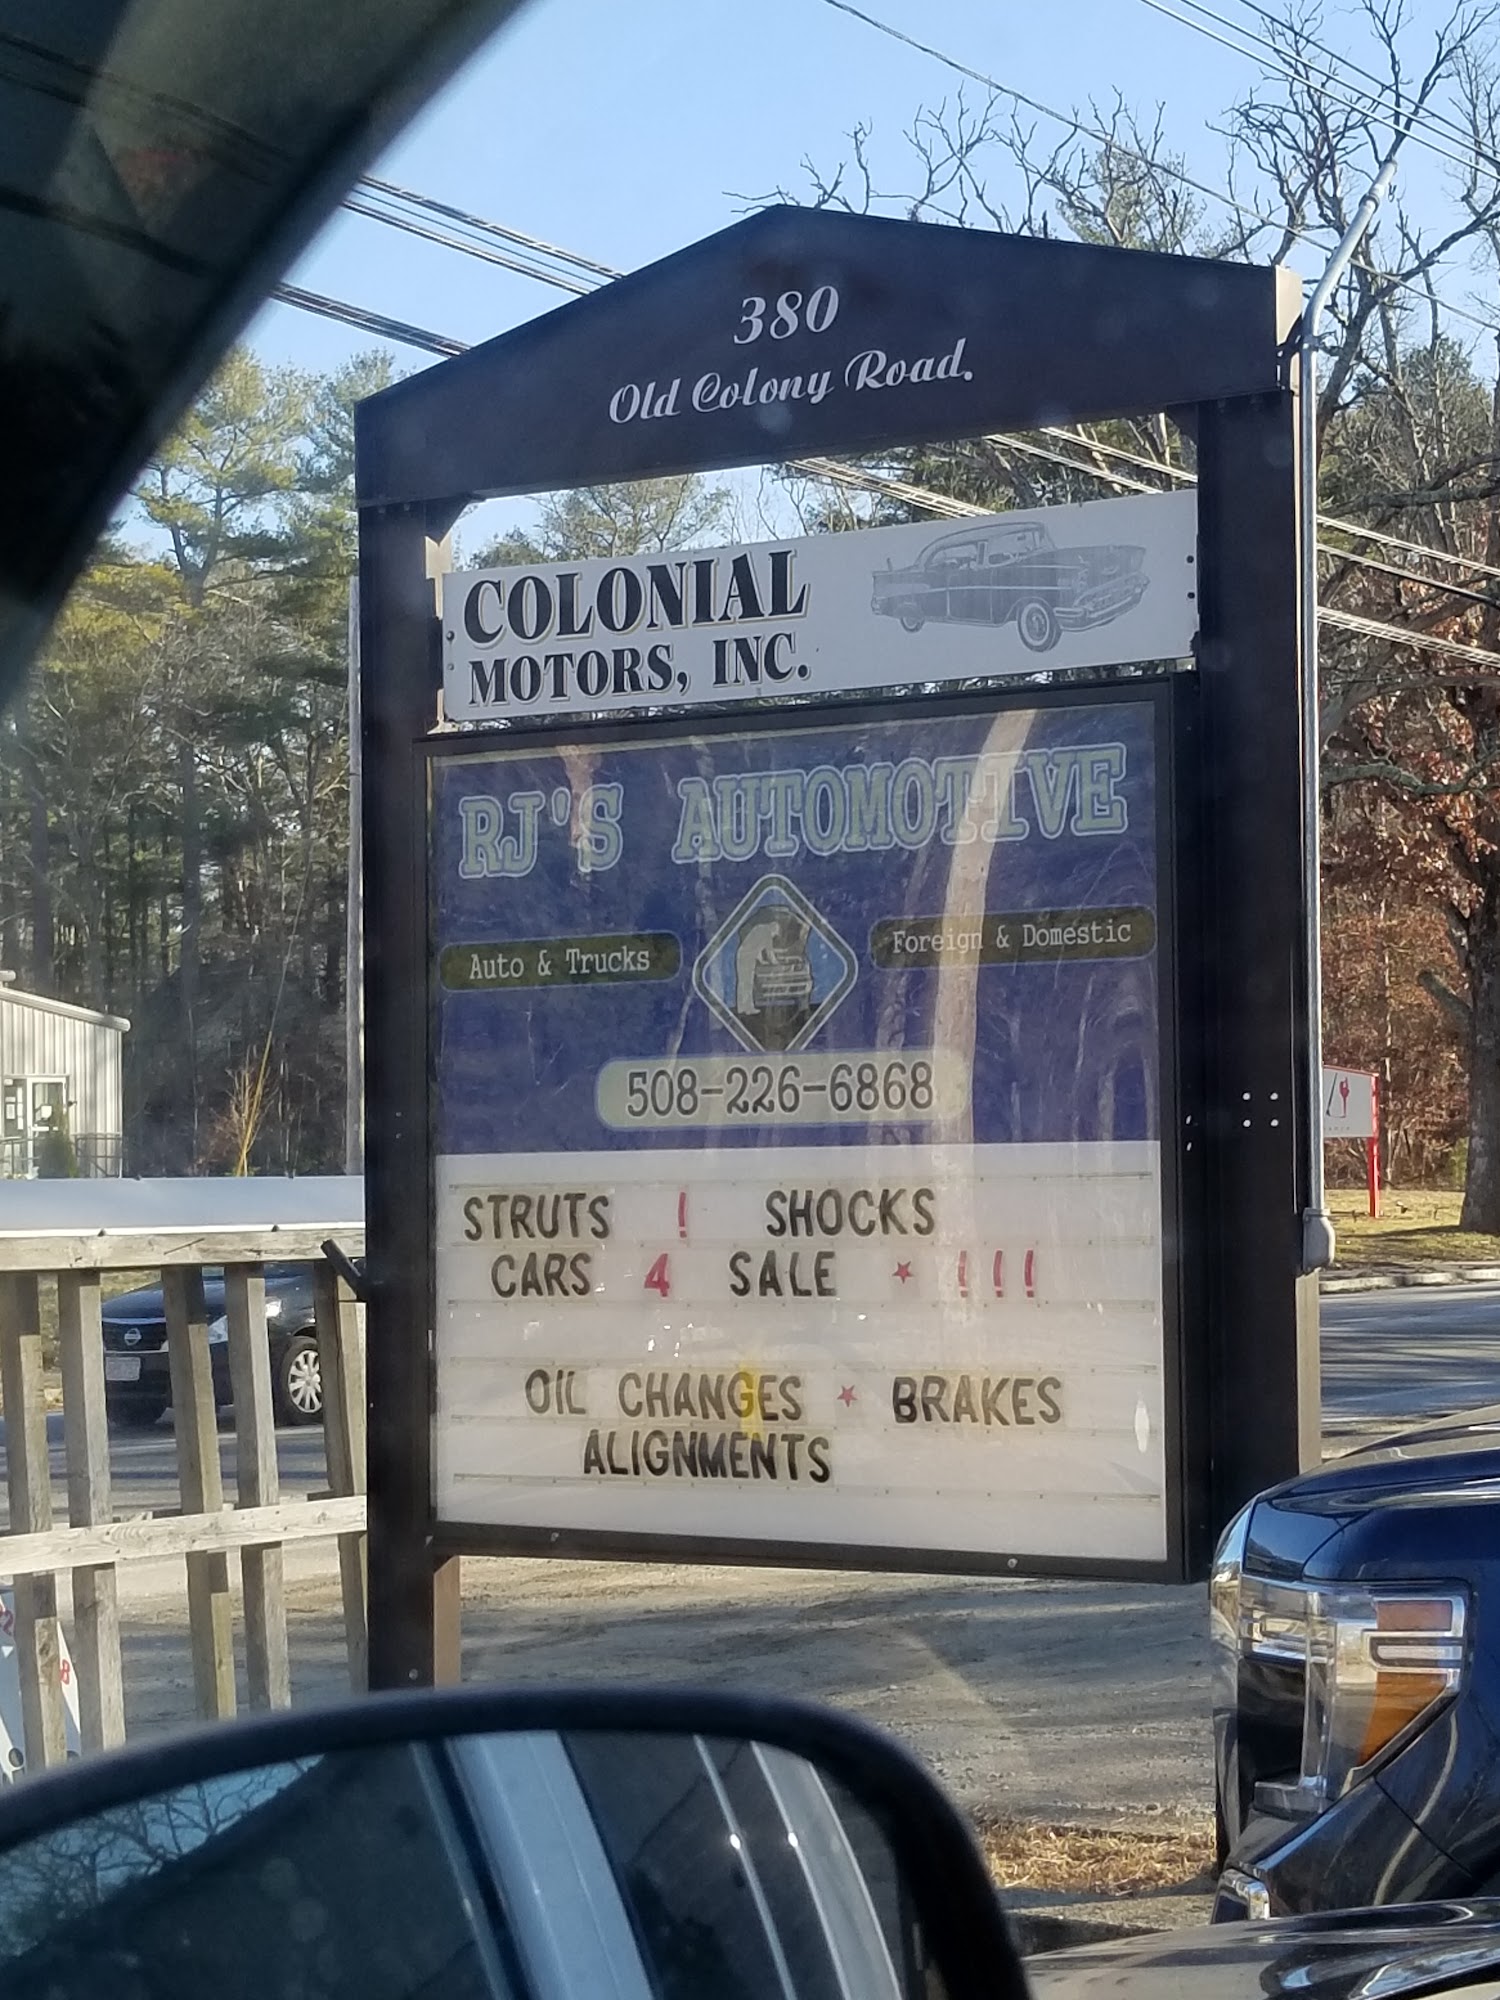 380
Old Colony Road.
COLONIAL
MOTORS, INC.
RJ'S AUTOMOTIVE
Auto & Trucks
Foreign & Domestic
508-226-6868
STRUTS ! SHOCKS
CARS 4 SALE ★ !!!
OIL CHANGES ★ BRAKES
ALIGNMENTS